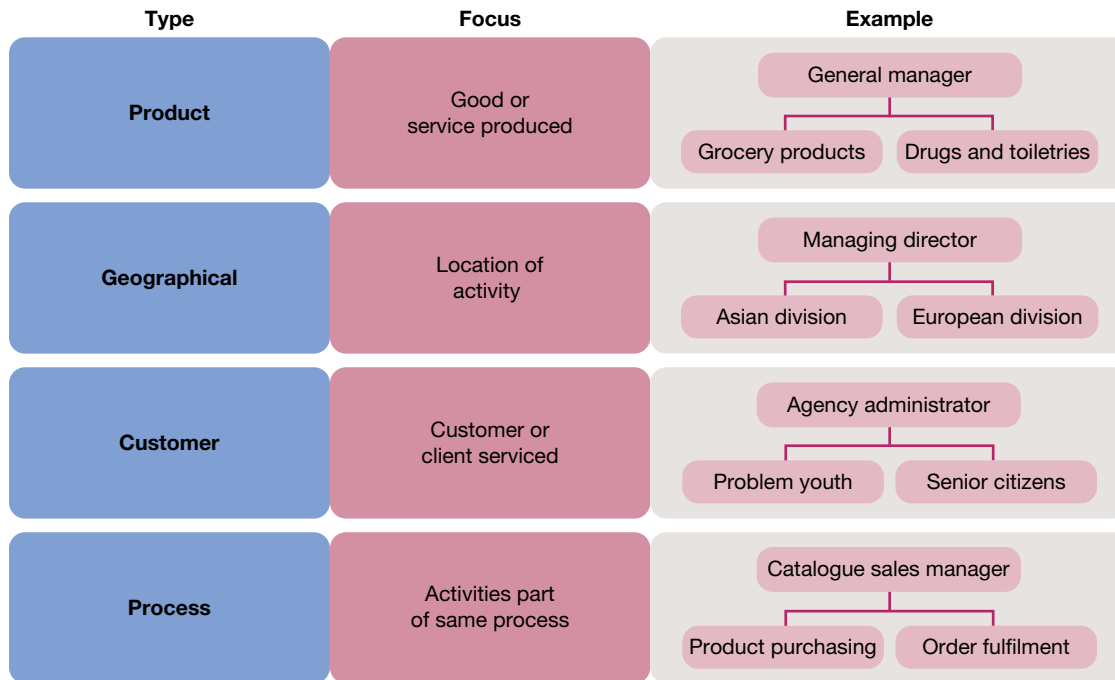 Type
Focus
Example
Product
Good or
service produced
General manager
Grocery products
Drugs and toiletries
Geographical
Location of
activity
Managing director
Asian division
European division
Customer
Customer or
client serviced
Agency administrator
Problem youth
Senior citizens
Process
Activities part
of same process
Catalogue sales manager
Product purchasing
Order fulfilment